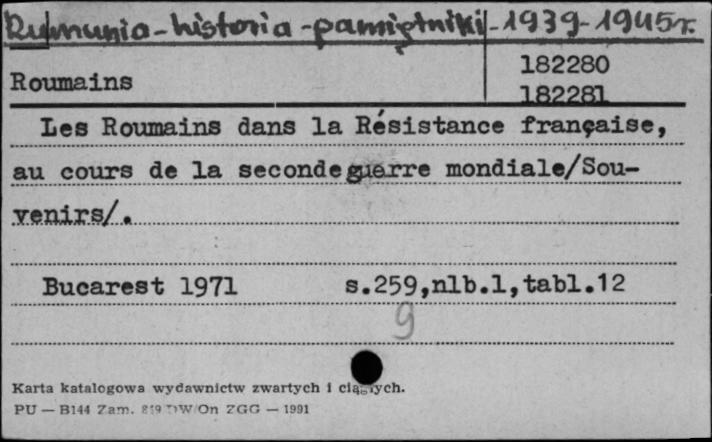 Rumunia-historia-pamiętniki-1939-1945r.
182280
Roumains
182281
Les Roumains dans la Résistance française,
au cours de la seconde guerre mondiale/Sou-
venirs/.
Bucarest 1971 s.259,nlb.1,tabl.12
9
Karta katalogowa wydawnictw zwartych i ciągłych.
PU — B144 Zam. 819 DW/On ZGG — 1991